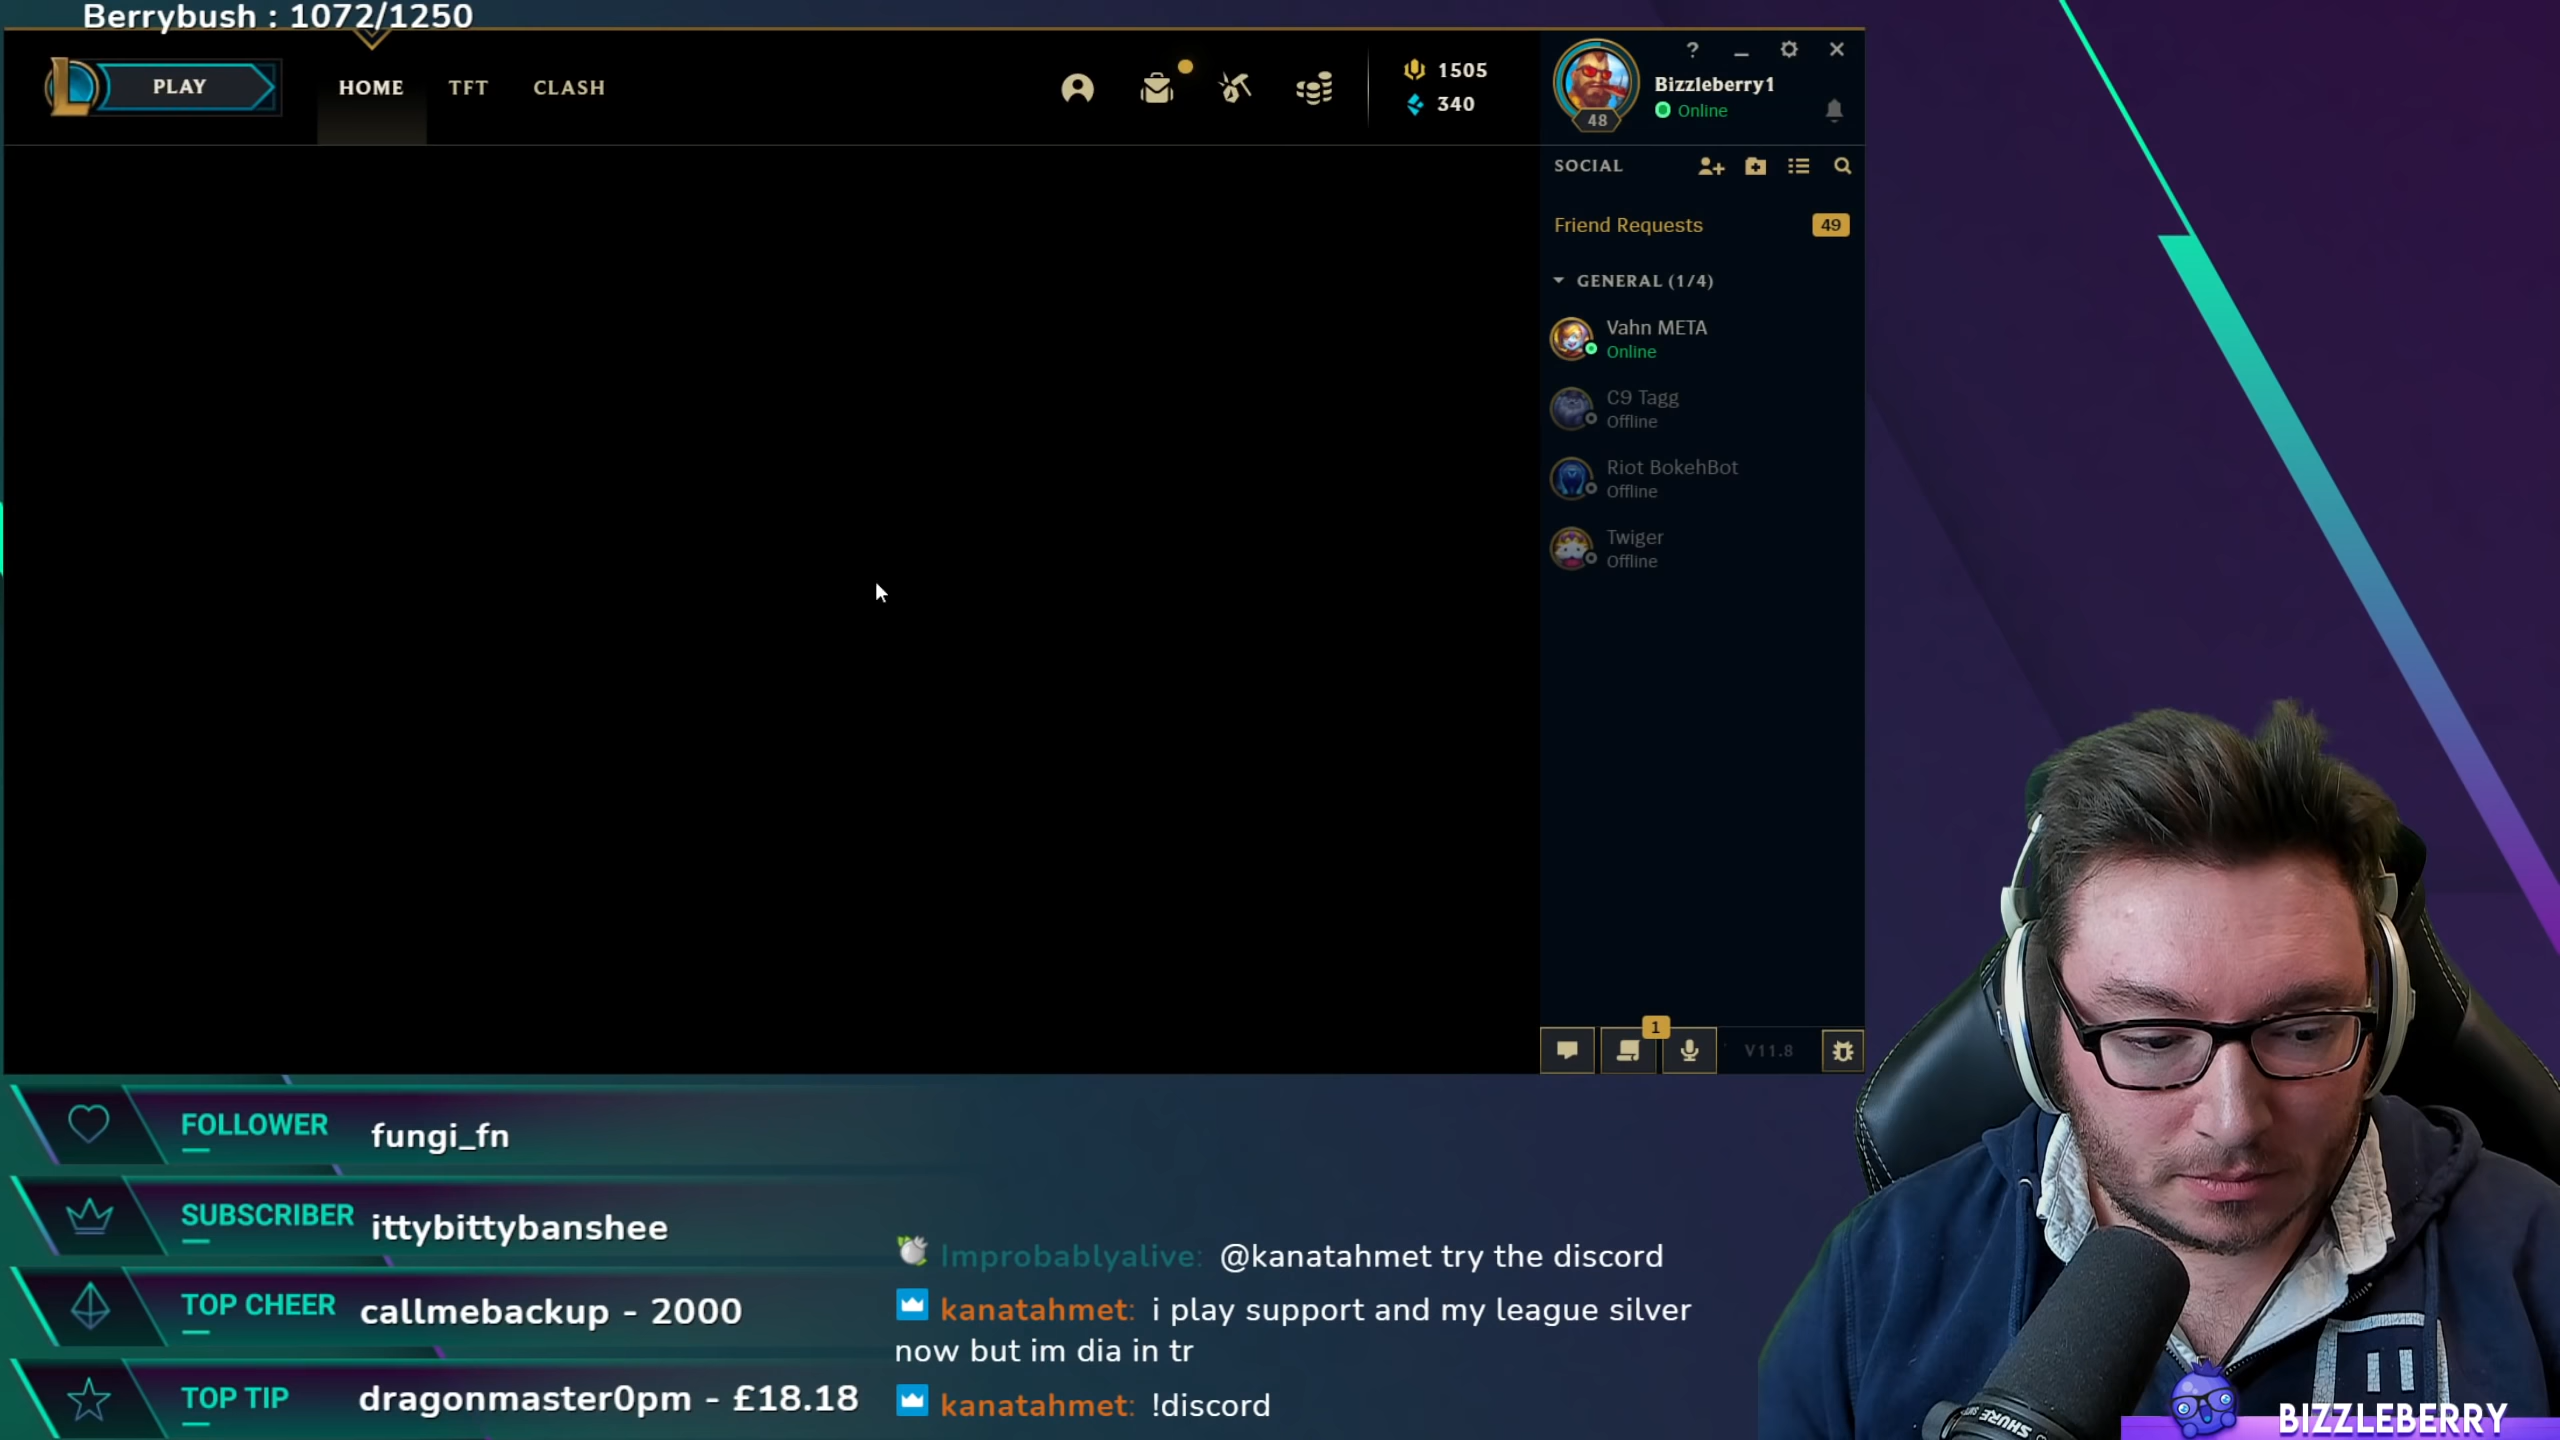 Berrybush : 1072/1250
PLAY
HOME
TFT
CLASH
1505
340
?
48
Bizzleberry1
Online
SOCIAL
Friend Requests
49
GENERAL (1/4)
Vahn META
Online
C9 Tagg
Offline
Riot BokehBot
Offline
Twiger
Offline
1
V11.8
FOLLOWER
fungi_fn
SUBSCRIBER
ittybittybanshee
TOP CHEER
callmebackup - 2000
TOP TIP
dragonmaster0pm - £18.18
Improbablyalive: @kanatahmet try the discord
kanatahmet: i play support and my league silver
now but im dia in tr
kanatahmet: !discord
SHURE
BIZZLEBERRY